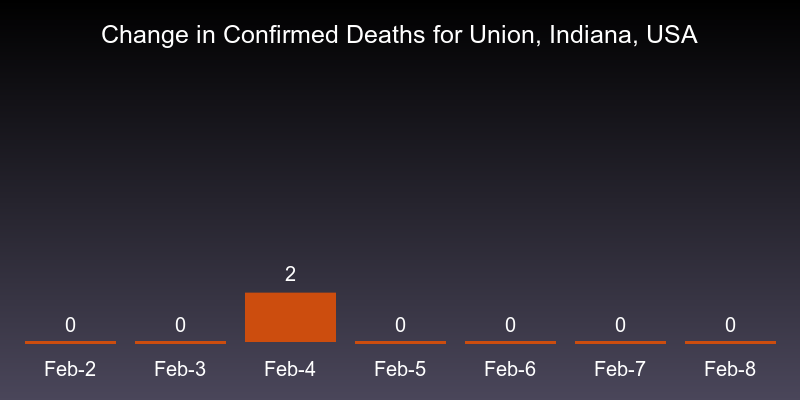 Change in Confirmed Deaths for Union, Indiana, USA
2
0 0 0 0 0 0
Feb-2 Feb-3 Feb-4 Feb-5 Feb-6 Feb-7 Feb-8